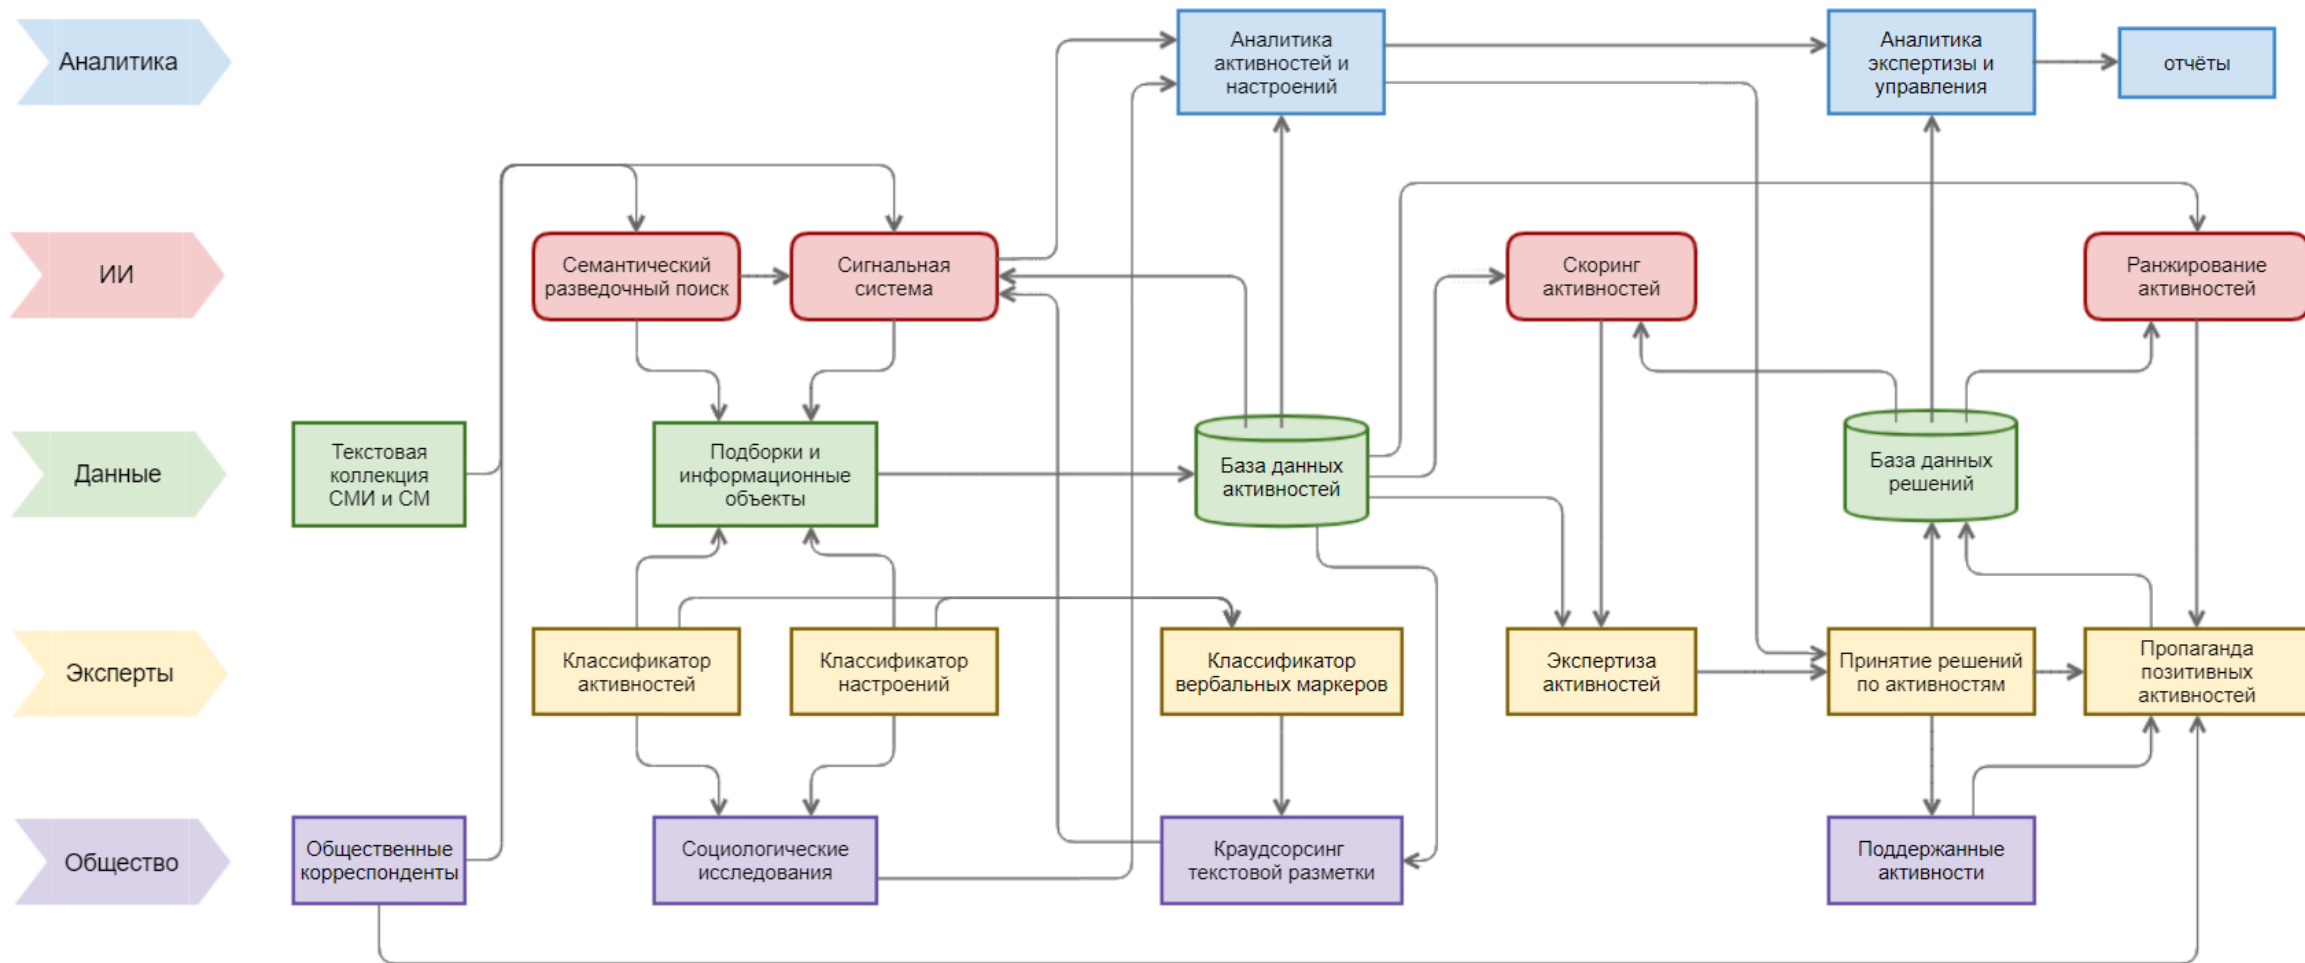 Аналитика
Аналитика
активностей и
настроений
Аналитика
экспертизы и
управления
отчёты
ИИ
Семантический
разведочный поиск
Сигнальная
система
Скоринг
активностей
Ранжирование
активностей
Данные
Текстовая
коллекция
СМИ и СМ
Подборки и
информационные
объекты
База данных
активностей
База данных
решений
Эксперты
Классификатор
активностей
Классификатор
настроений
Классификатор
вербальных маркеров
Экспертиза
активностей
Принятие решений
по активностям
Пропаганда
позитивных
активностей
Общество
Общественные
корреспонденты
Социологические
исследования
Краудсорсинг
текстовой разметки
Поддержанные
активности